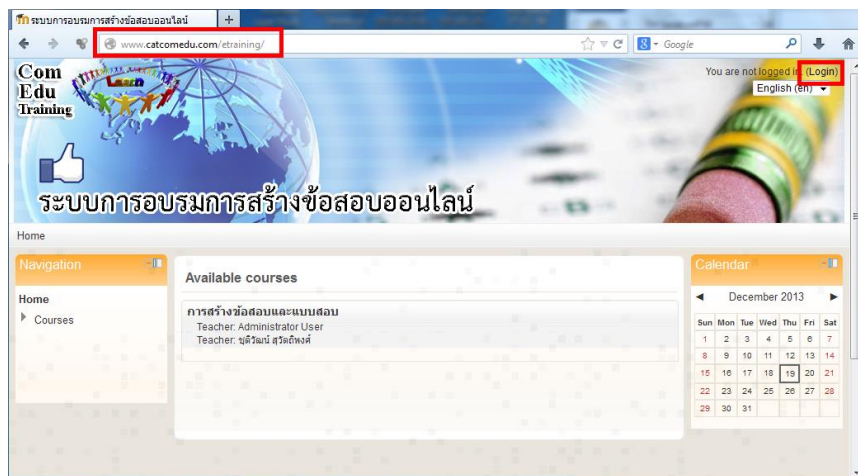 ระบบการอบรมการสร้างข้อสอบออนไลน์
www.catcomedu.com/etraining/
Google
Com
Edu
Training
Learn
You are not logged in. (Login)
English (en)
ระบบการอบรมการสร้างข้อสอบออนไลน์
Home
Navigation
Home
Courses
Available courses
การสร้างข้อสอบและแบบสอบ
Teacher: Administrator User
Teacher: ชุติวัฒน์ สุวัตถิพงศ์
Calendar
December 2013
Sun Mon Tue Wed Thu Fri Sat
1 2 3 4 5 6 7
8 9 10 11 12 13 14
15 16 17 18 19 20 21
22 23 24 25 26 27 28
29 30 31